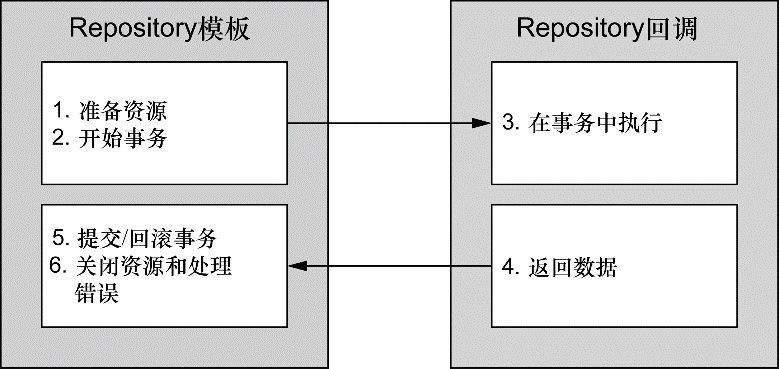 Repository模板
1. 准备资源
2. 开始事务
5. 提交/回滚事务
6. 关闭资源和处理
错误
Repository回调
3. 在事务中执行
4. 返回数据